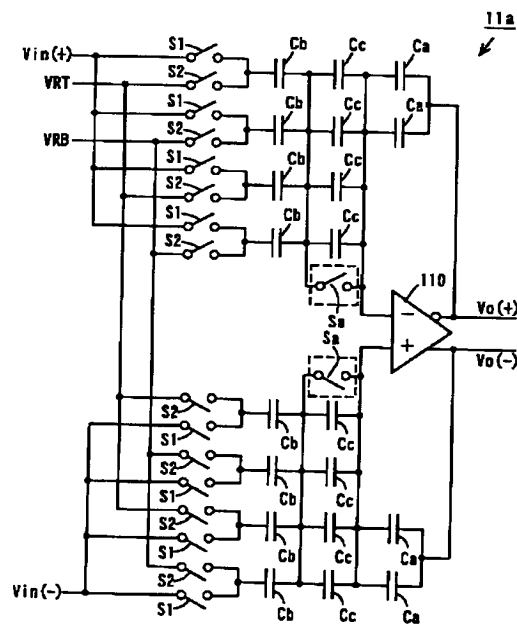 11a
S1 Cb Cc Ca
Vin(+)
S2
VRT
S1 Cb Cc Ca
VRB
S2
S1 Cb Cc
S2
S1 Cb Cc
S2
110
Sa
Vo(+)
Sa
Vo(-)
S2
S1 Cb Cc
S2
S1 Cb Cc
S2
S1 Cb Cc Ca
S2
Vin(-)
S1 Cb Cc Ca